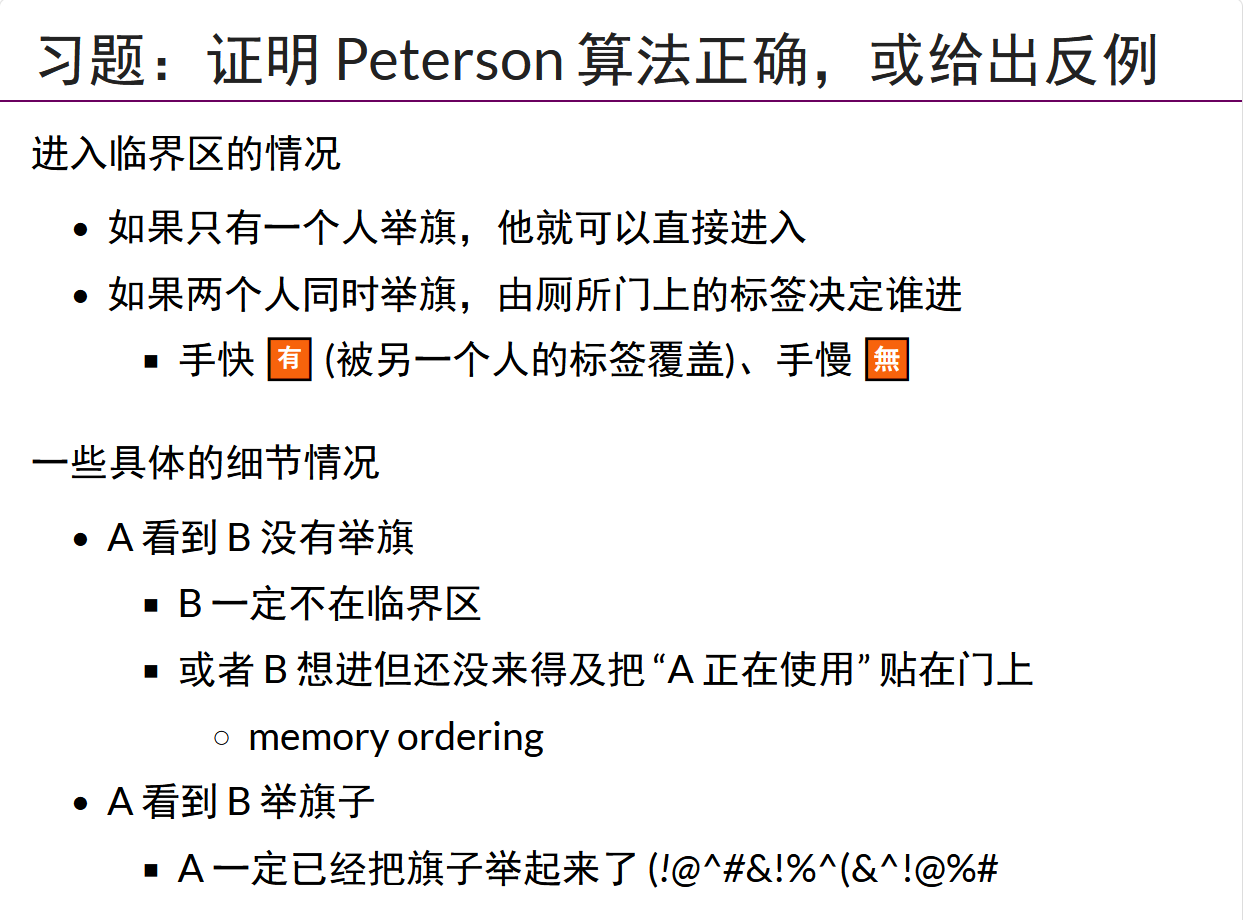 习题：证明 Peterson 算法正确，或给出反例
进入临界区的情况
• 如果只有一个人举旗，他就可以直接进入
• 如果两个人同时举旗，由厕所门上的标签决定谁进
▪ 手快 有 (被另一个人的标签覆盖)、手慢 無
一些具体的细节情况
• A 看到 B 没有举旗
▪ B 一定不在临界区
▪ 或者 B 想进但还没来得及把 “A 正在使用” 贴在门上
○ memory ordering
• A 看到 B 举旗子
▪ A 一定已经把旗子举起来了 (!@^#&!%^(&^!@%#